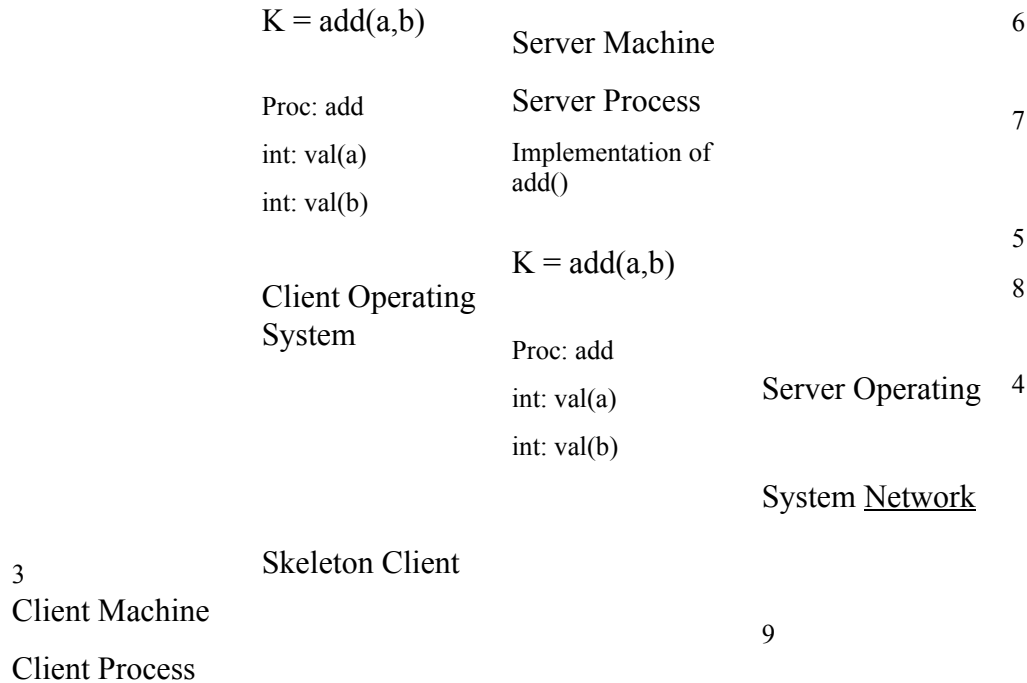 3
Client Machine
Client Process
K = add(a,b)
Proc: add
int: val(a)
int: val(b)
Client Operating
System
Skeleton Client
Server Machine
Server Process
Implementation of
add()
K = add(a,b)
Proc: add
int: val(a)
int: val(b)
Server Operating
System Network
9
6
7
5
8
4